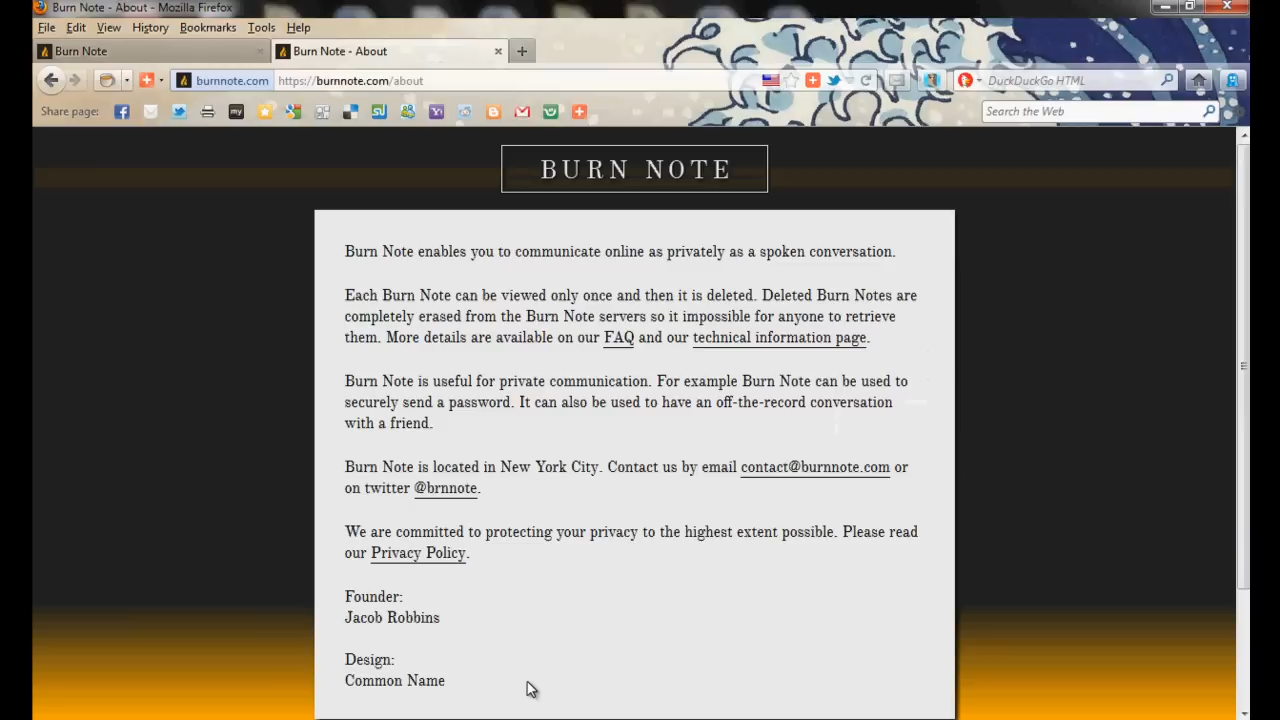 Burn Note - About - Mozilla Firefox
File Edit View History Bookmarks Tools Help
Burn Note
Burn Note - About
burnnote.com https://burnnote.com/about
DuckDuckGo HTML
Share page:
my
Search the Web
BURN NOTE
Burn Note enables you to communicate online as privately as a spoken conversation.
Each Burn Note can be viewed only once and then it is deleted. Deleted Burn Notes are
completely erased from the Burn Note servers so it impossible for anyone to retrieve
them. More details are available on our FAQ and our technical information page.
Burn Note is useful for private communication. For example Burn Note can be used to
securely send a password. It can also be used to have an off-the-record conversation
with a friend.
Burn Note is located in New York City. Contact us by email contact@burnnote.com or
on twitter @brnnote.
We are committed to protecting your privacy to the highest extent possible. Please read
our Privacy Policy.
Founder:
Jacob Robbins
Design:
Common Name